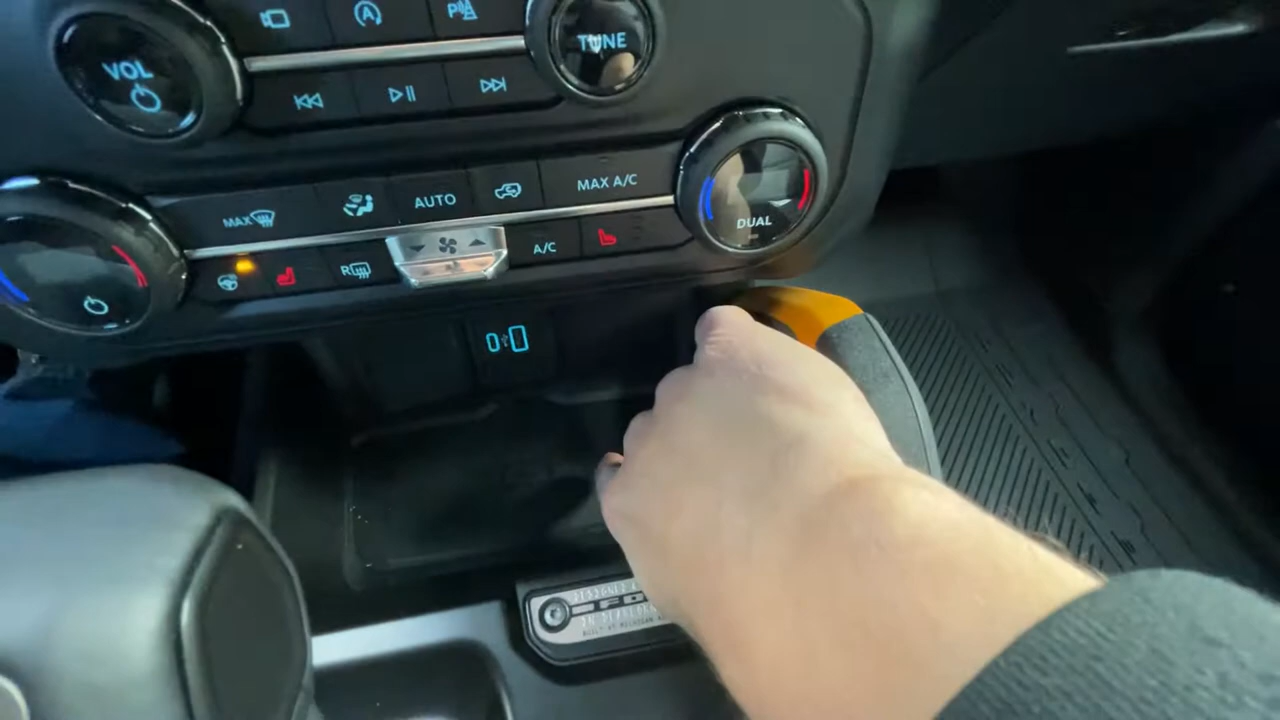 VOL
TUNE
MAX
AUTO
MAX A/C
R
A/C
DUAL